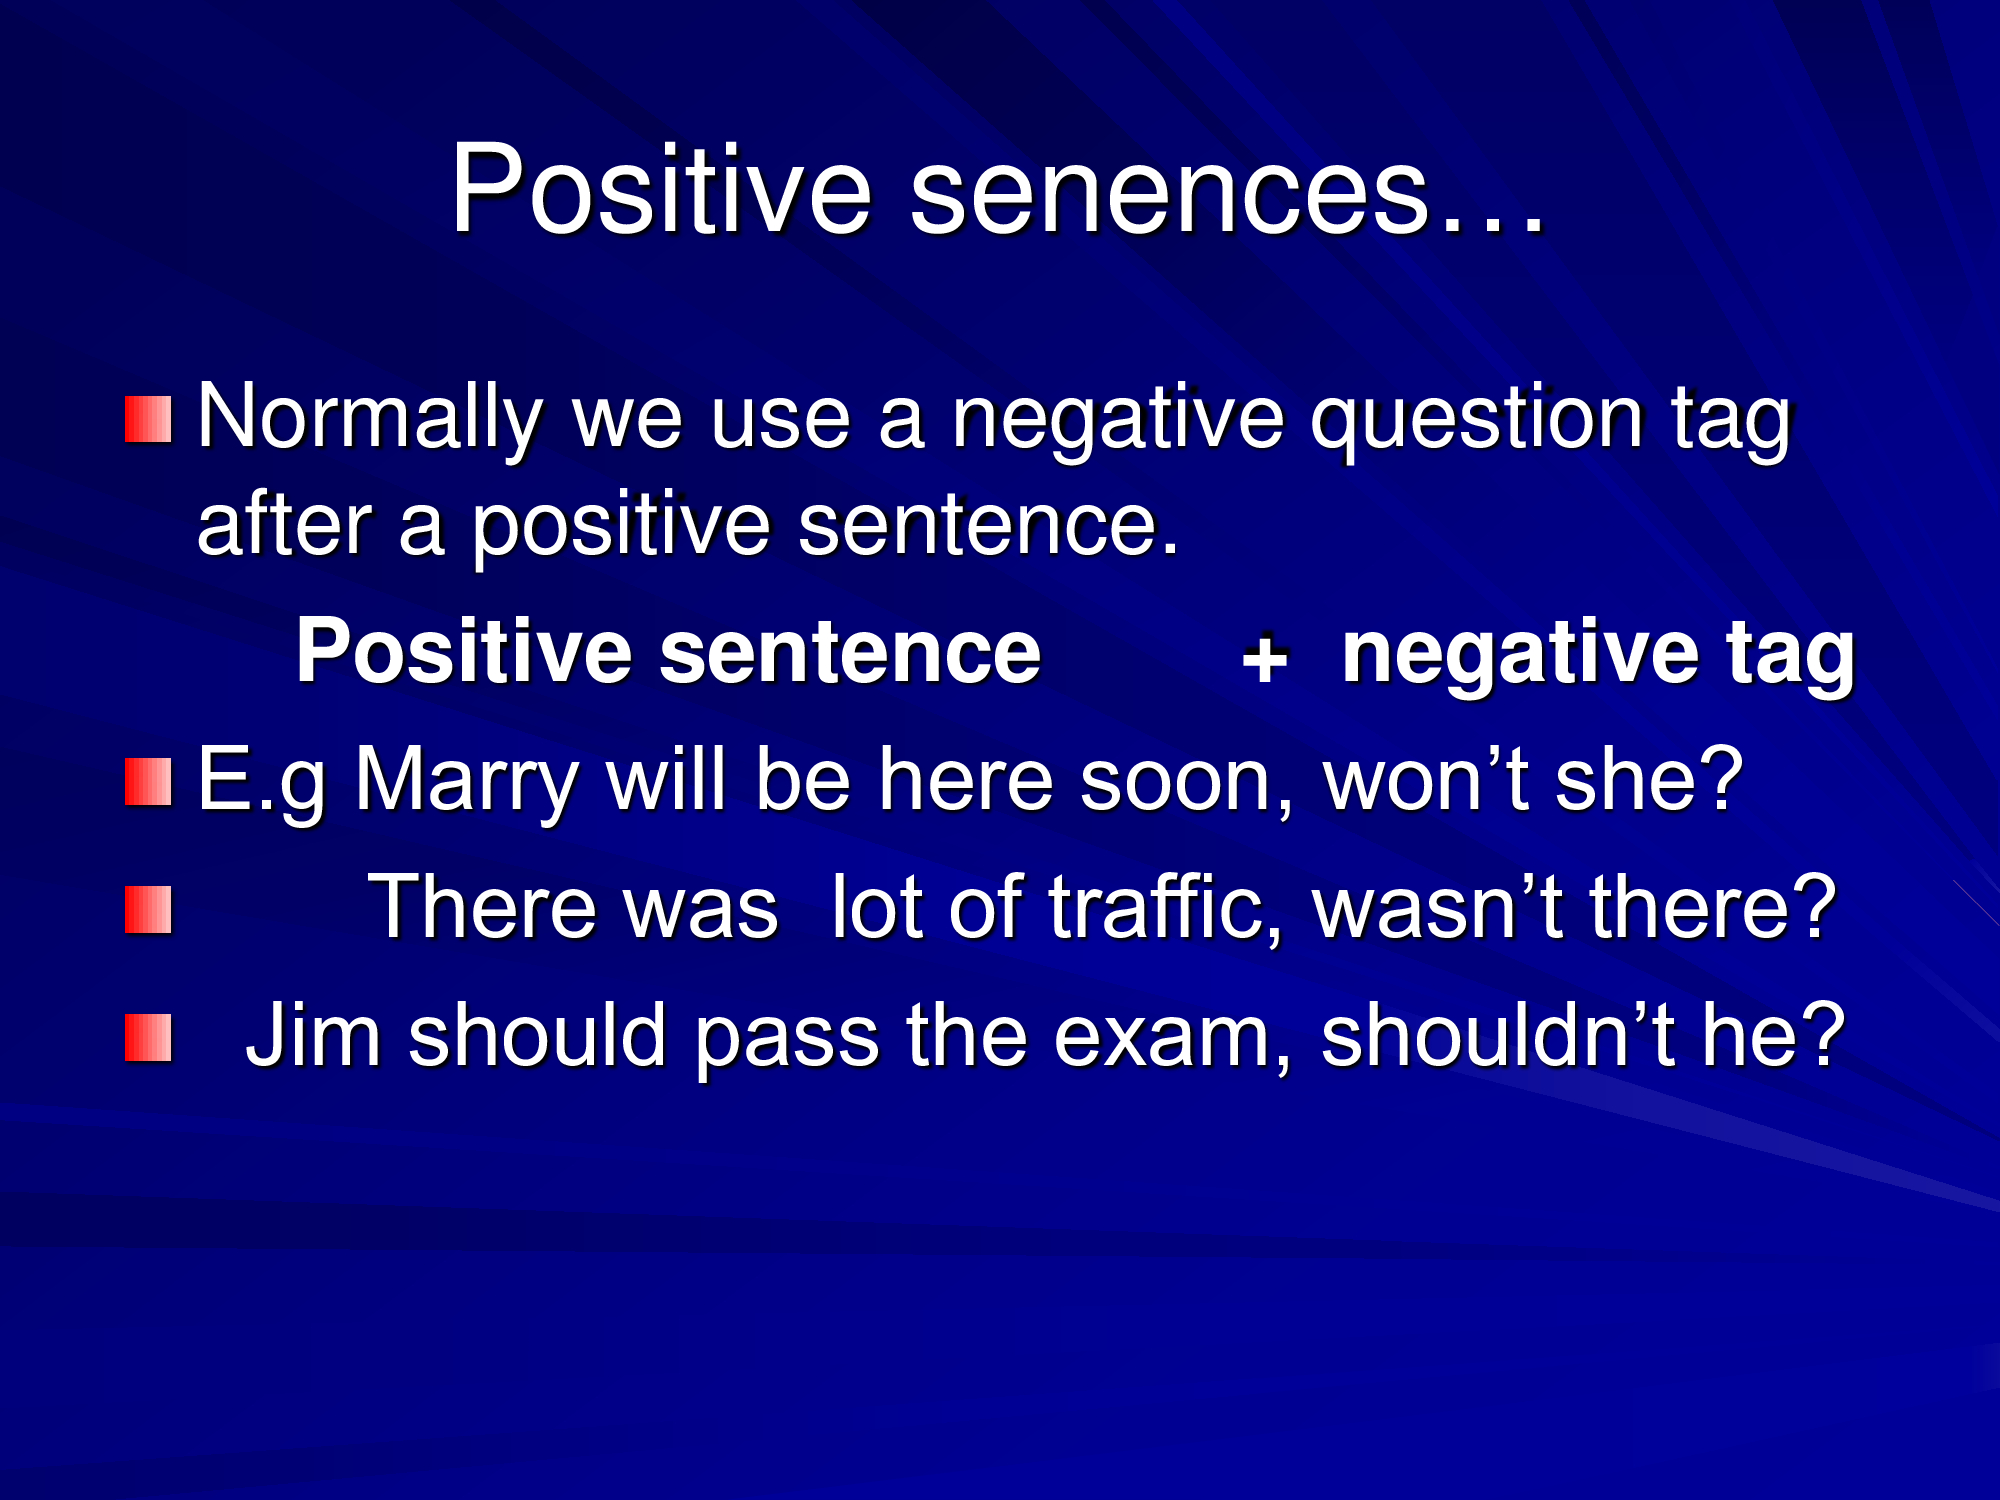 Positive senences…
Normally we use a negative question tag
after a positive sentence.
Positive sentence + negative tag
E.g Marry will be here soon, won’t she?
There was lot of traffic, wasn’t there?
Jim should pass the exam, shouldn’t he?